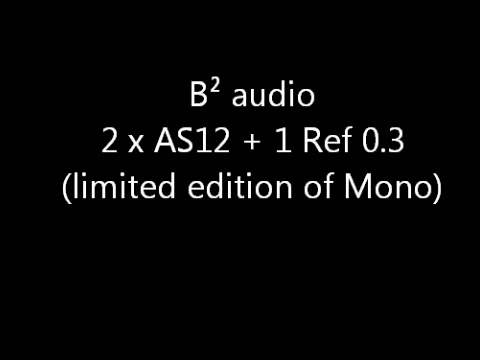 B² audio
2 x AS12 + 1 Ref 0.3
(limited edition of Mono)